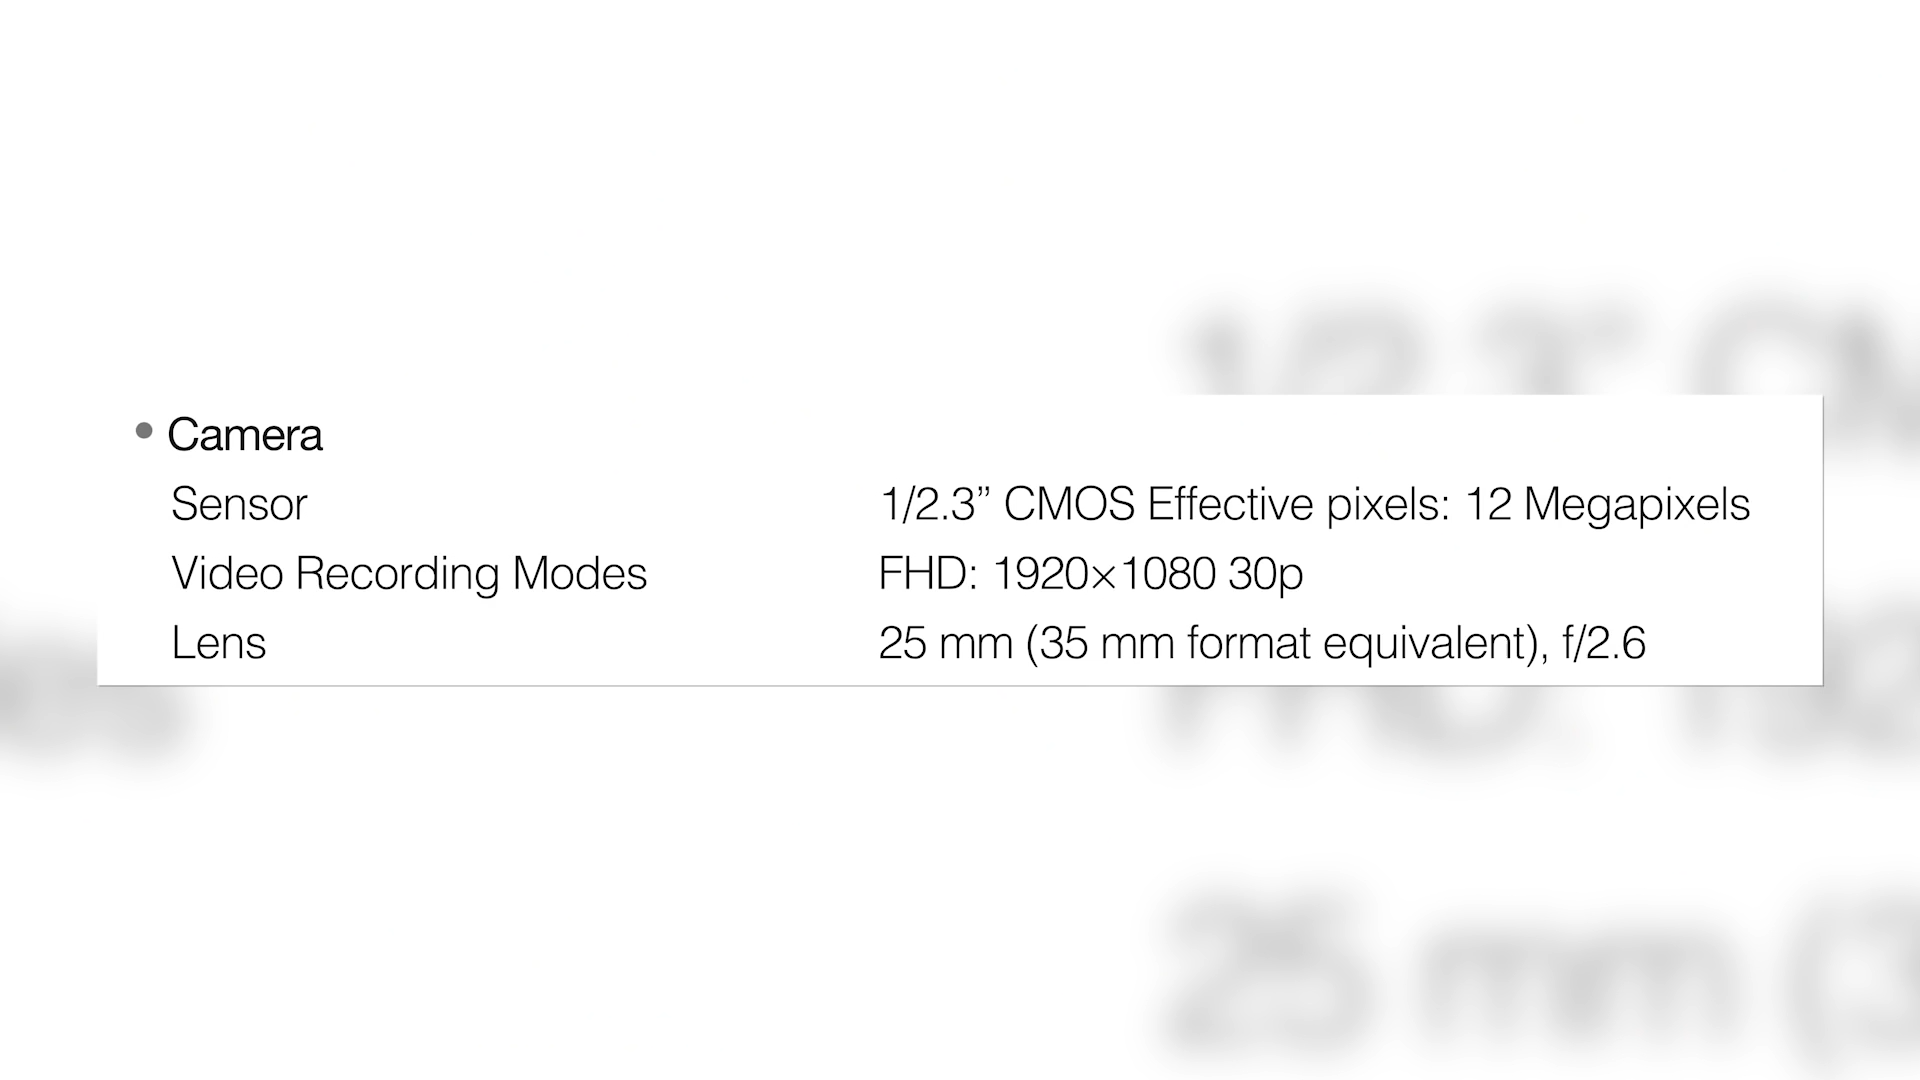 • Camera
Sensor 1/2.3” CMOS Effective pixels: 12 Megapixels
Video Recording Modes FHD: 1920×1080 30p
Lens 25 mm (35 mm format equivalent), f/2.6